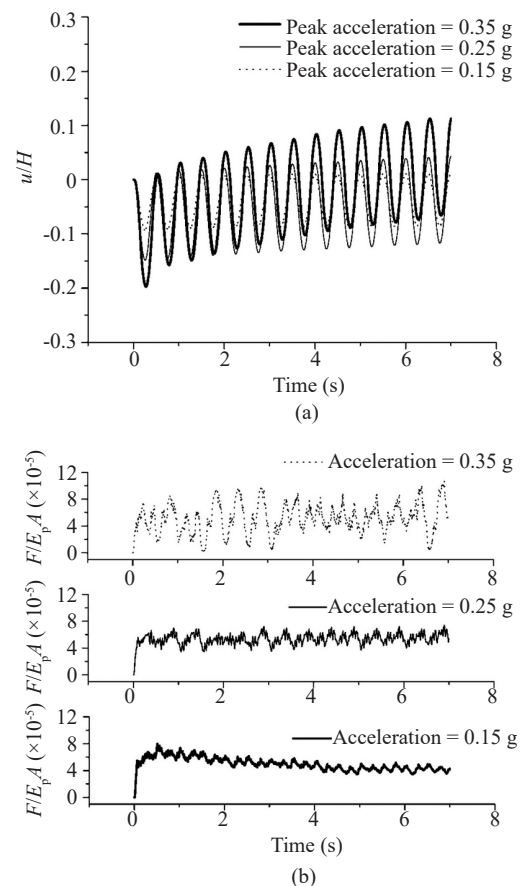 Peak acceleration = 0.35 g
Peak acceleration = 0.25 g
Peak acceleration = 0.15 g
0.3
0.2
0.1
0
-0.1
-0.2
-0.3
u/H
0 2 4 6 8
Time (s)
(a)
Acceleration = 0.35 g
12
8
4
0
F/EpA (×10⁻⁵)
0 2 4 6 8
Acceleration = 0.25 g
12
8
4
0
F/EpA (×10⁻⁵)
0 2 4 6 8
Acceleration = 0.15 g
12
8
4
0
F/EpA (×10⁻⁵)
0 2 4 6 8
Time (s)
(b)